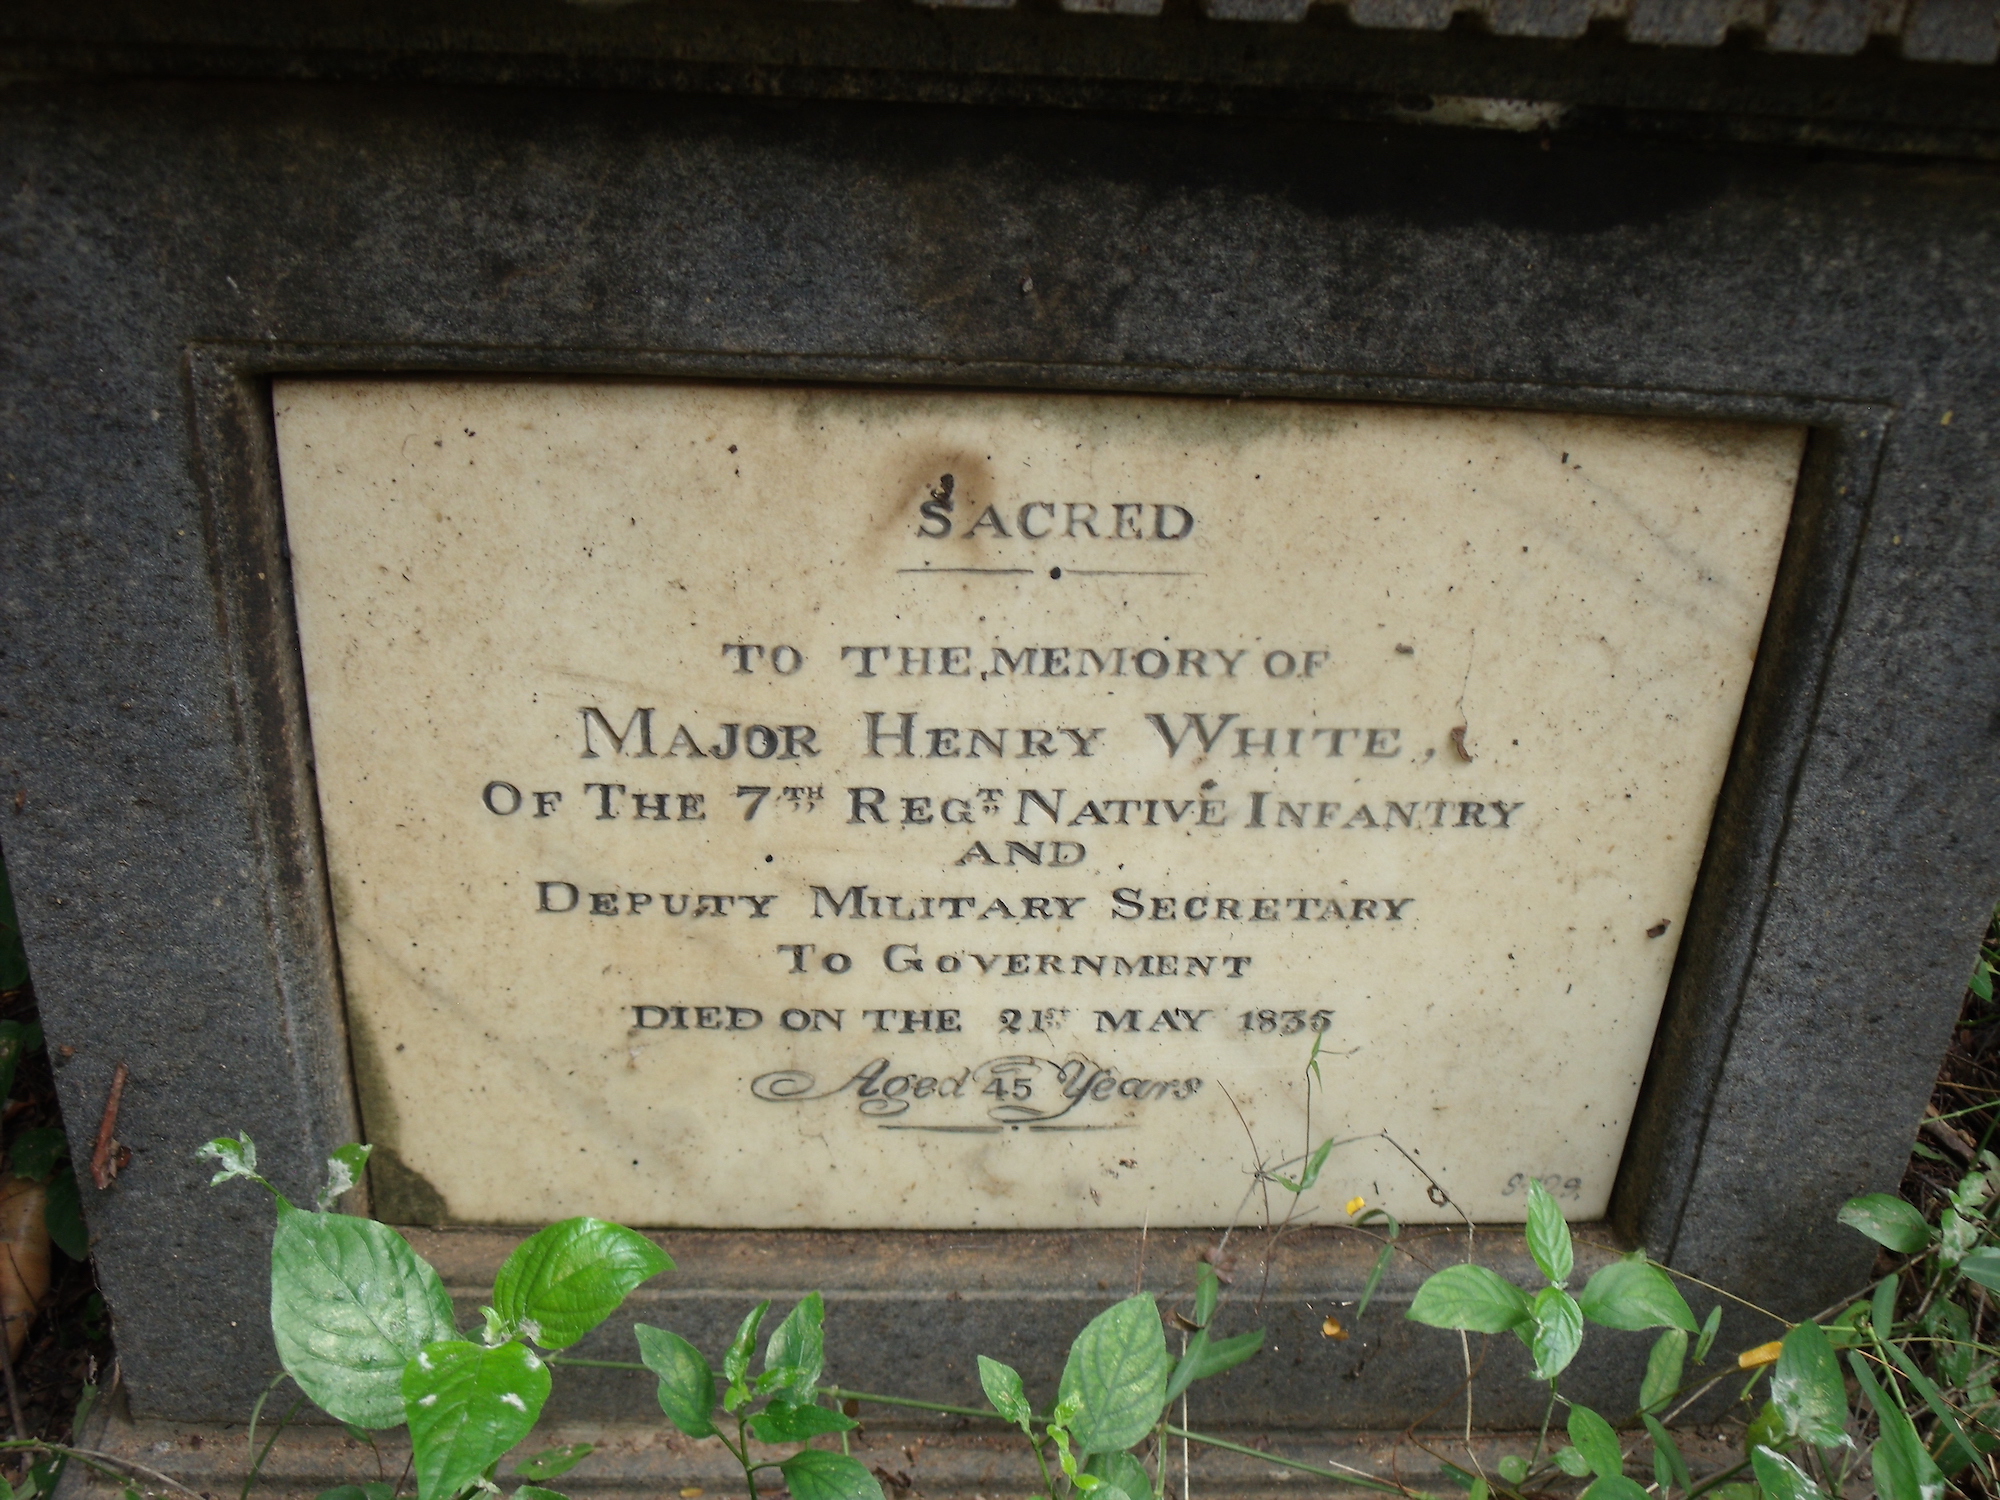 SACRED
TO THE MEMORY OF
MAJOR HENRY WHITE,
OF THE 7TH REGT NATIVE INFANTRY
AND
DEPUTY MILITARY SECRETARY
TO GOVERNMENT
DIED ON THE 21st MAY 1835
Aged 45 Years